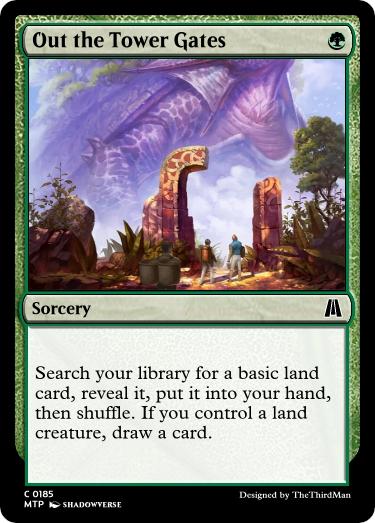 Out the Tower Gates
Sorcery
Search your library for a basic land
card, reveal it, put it into your hand,
then shuffle. If you control a land
creature, draw a card.
C 0185
MTP SHADOWVERSE
Designed by TheThirdMan